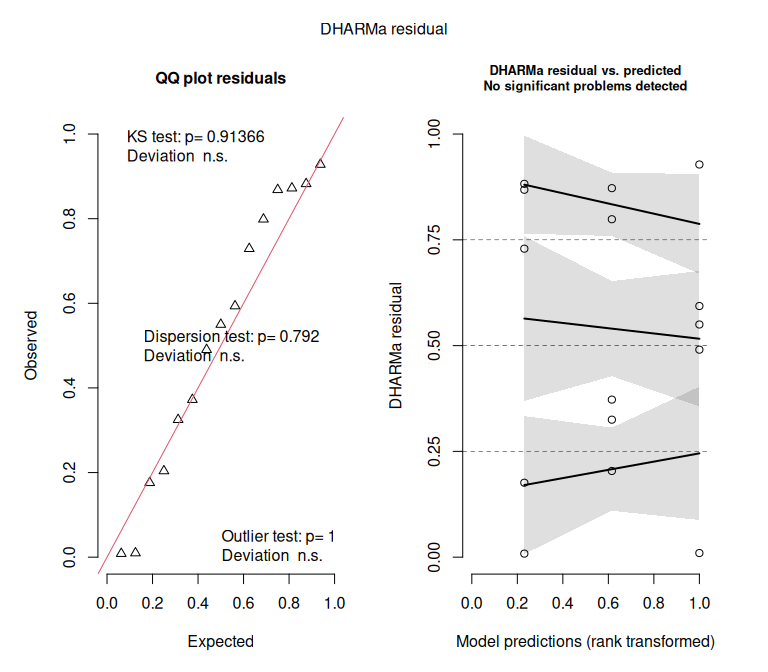 DHARMa residual
QQ plot residuals
KS test: p= 0.91366
Deviation n.s.
Dispersion test: p= 0.792
Deviation n.s.
Outlier test: p= 1
Deviation n.s.
Observed
0.0 0.2 0.4 0.6 0.8 1.0
0.0 0.2 0.4 0.6 0.8 1.0
Expected
DHARMa residual vs. predicted
No significant problems detected
DHARMa residual
0.00 0.25 0.50 0.75 1.00
0.0 0.2 0.4 0.6 0.8 1.0
Model predictions (rank transformed)